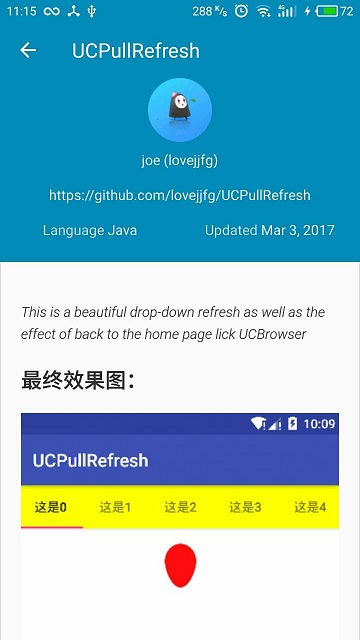 11:15 288 K/s 4G 72
UCPullRefresh
joe (lovejjfg)
https://github.com/lovejjfg/UCPullRefresh
Language Java Updated Mar 3, 2017
This is a beautiful drop-down refresh as well as the
effect of back to the home page lick UCBrowser
最终效果图：
10:09
UCPullRefresh
这是0 这是1 这是2 这是3 这是4